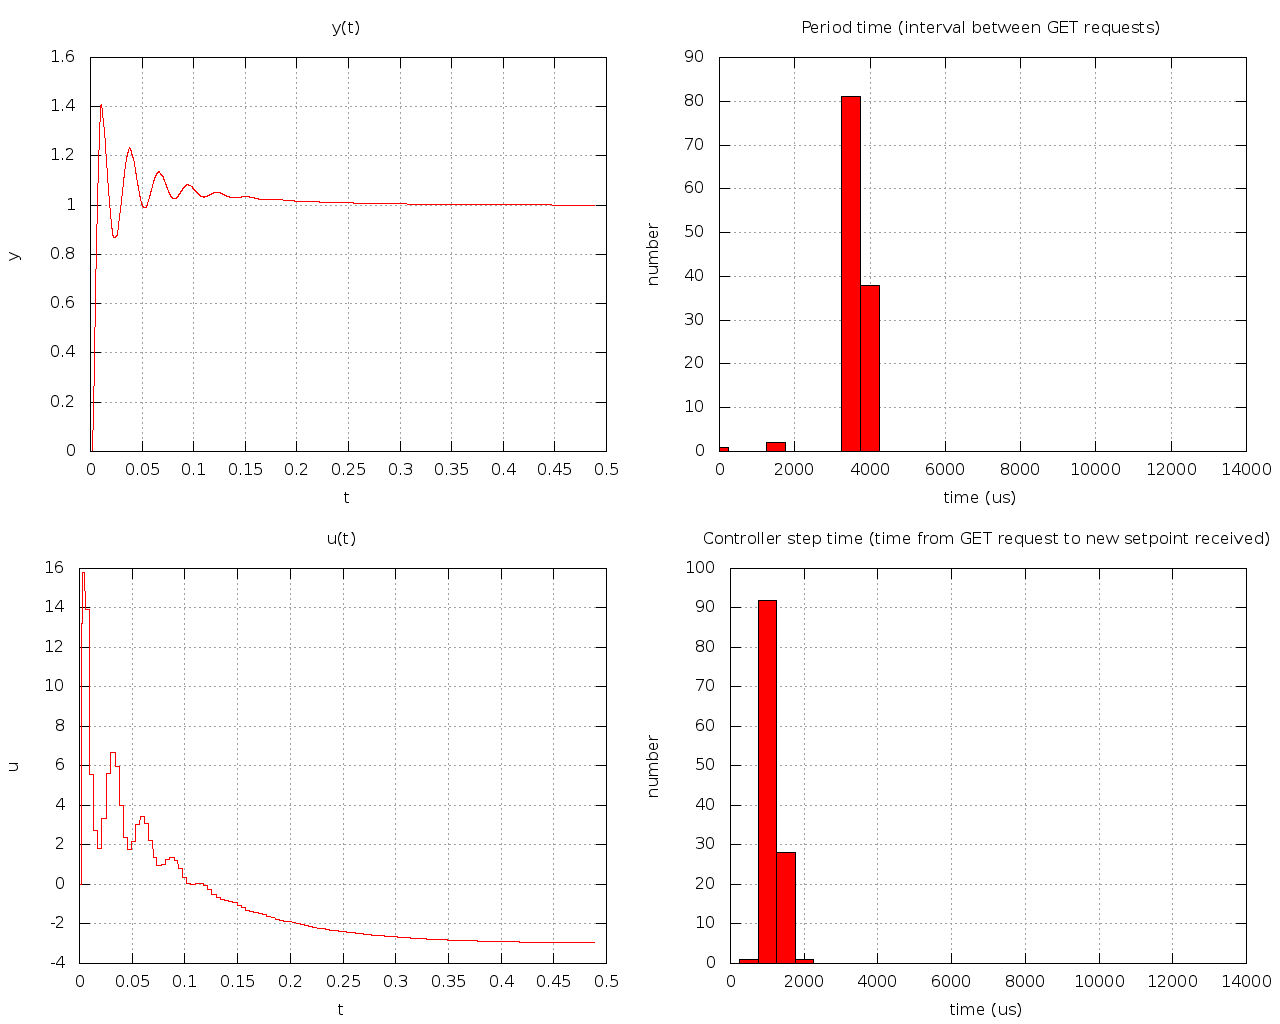 y(t)
1.6
1.4
1.2
1
0.8
0.6
0.4
0.2
0
y
0 0.05 0.1 0.15 0.2 0.25 0.3 0.35 0.4 0.45 0.5
t
Period time (interval between GET requests)
90
80
70
60
50
40
30
20
10
0
number
0 2000 4000 6000 8000 10000 12000 14000
time (us)
u(t)
16
14
12
10
8
6
4
2
0
-2
-4
u
0 0.05 0.1 0.15 0.2 0.25 0.3 0.35 0.4 0.45 0.5
t
Controller step time (time from GET request to new setpoint received)
100
90
80
70
60
50
40
30
20
10
0
number
0 2000 4000 6000 8000 10000 12000 14000
time (us)